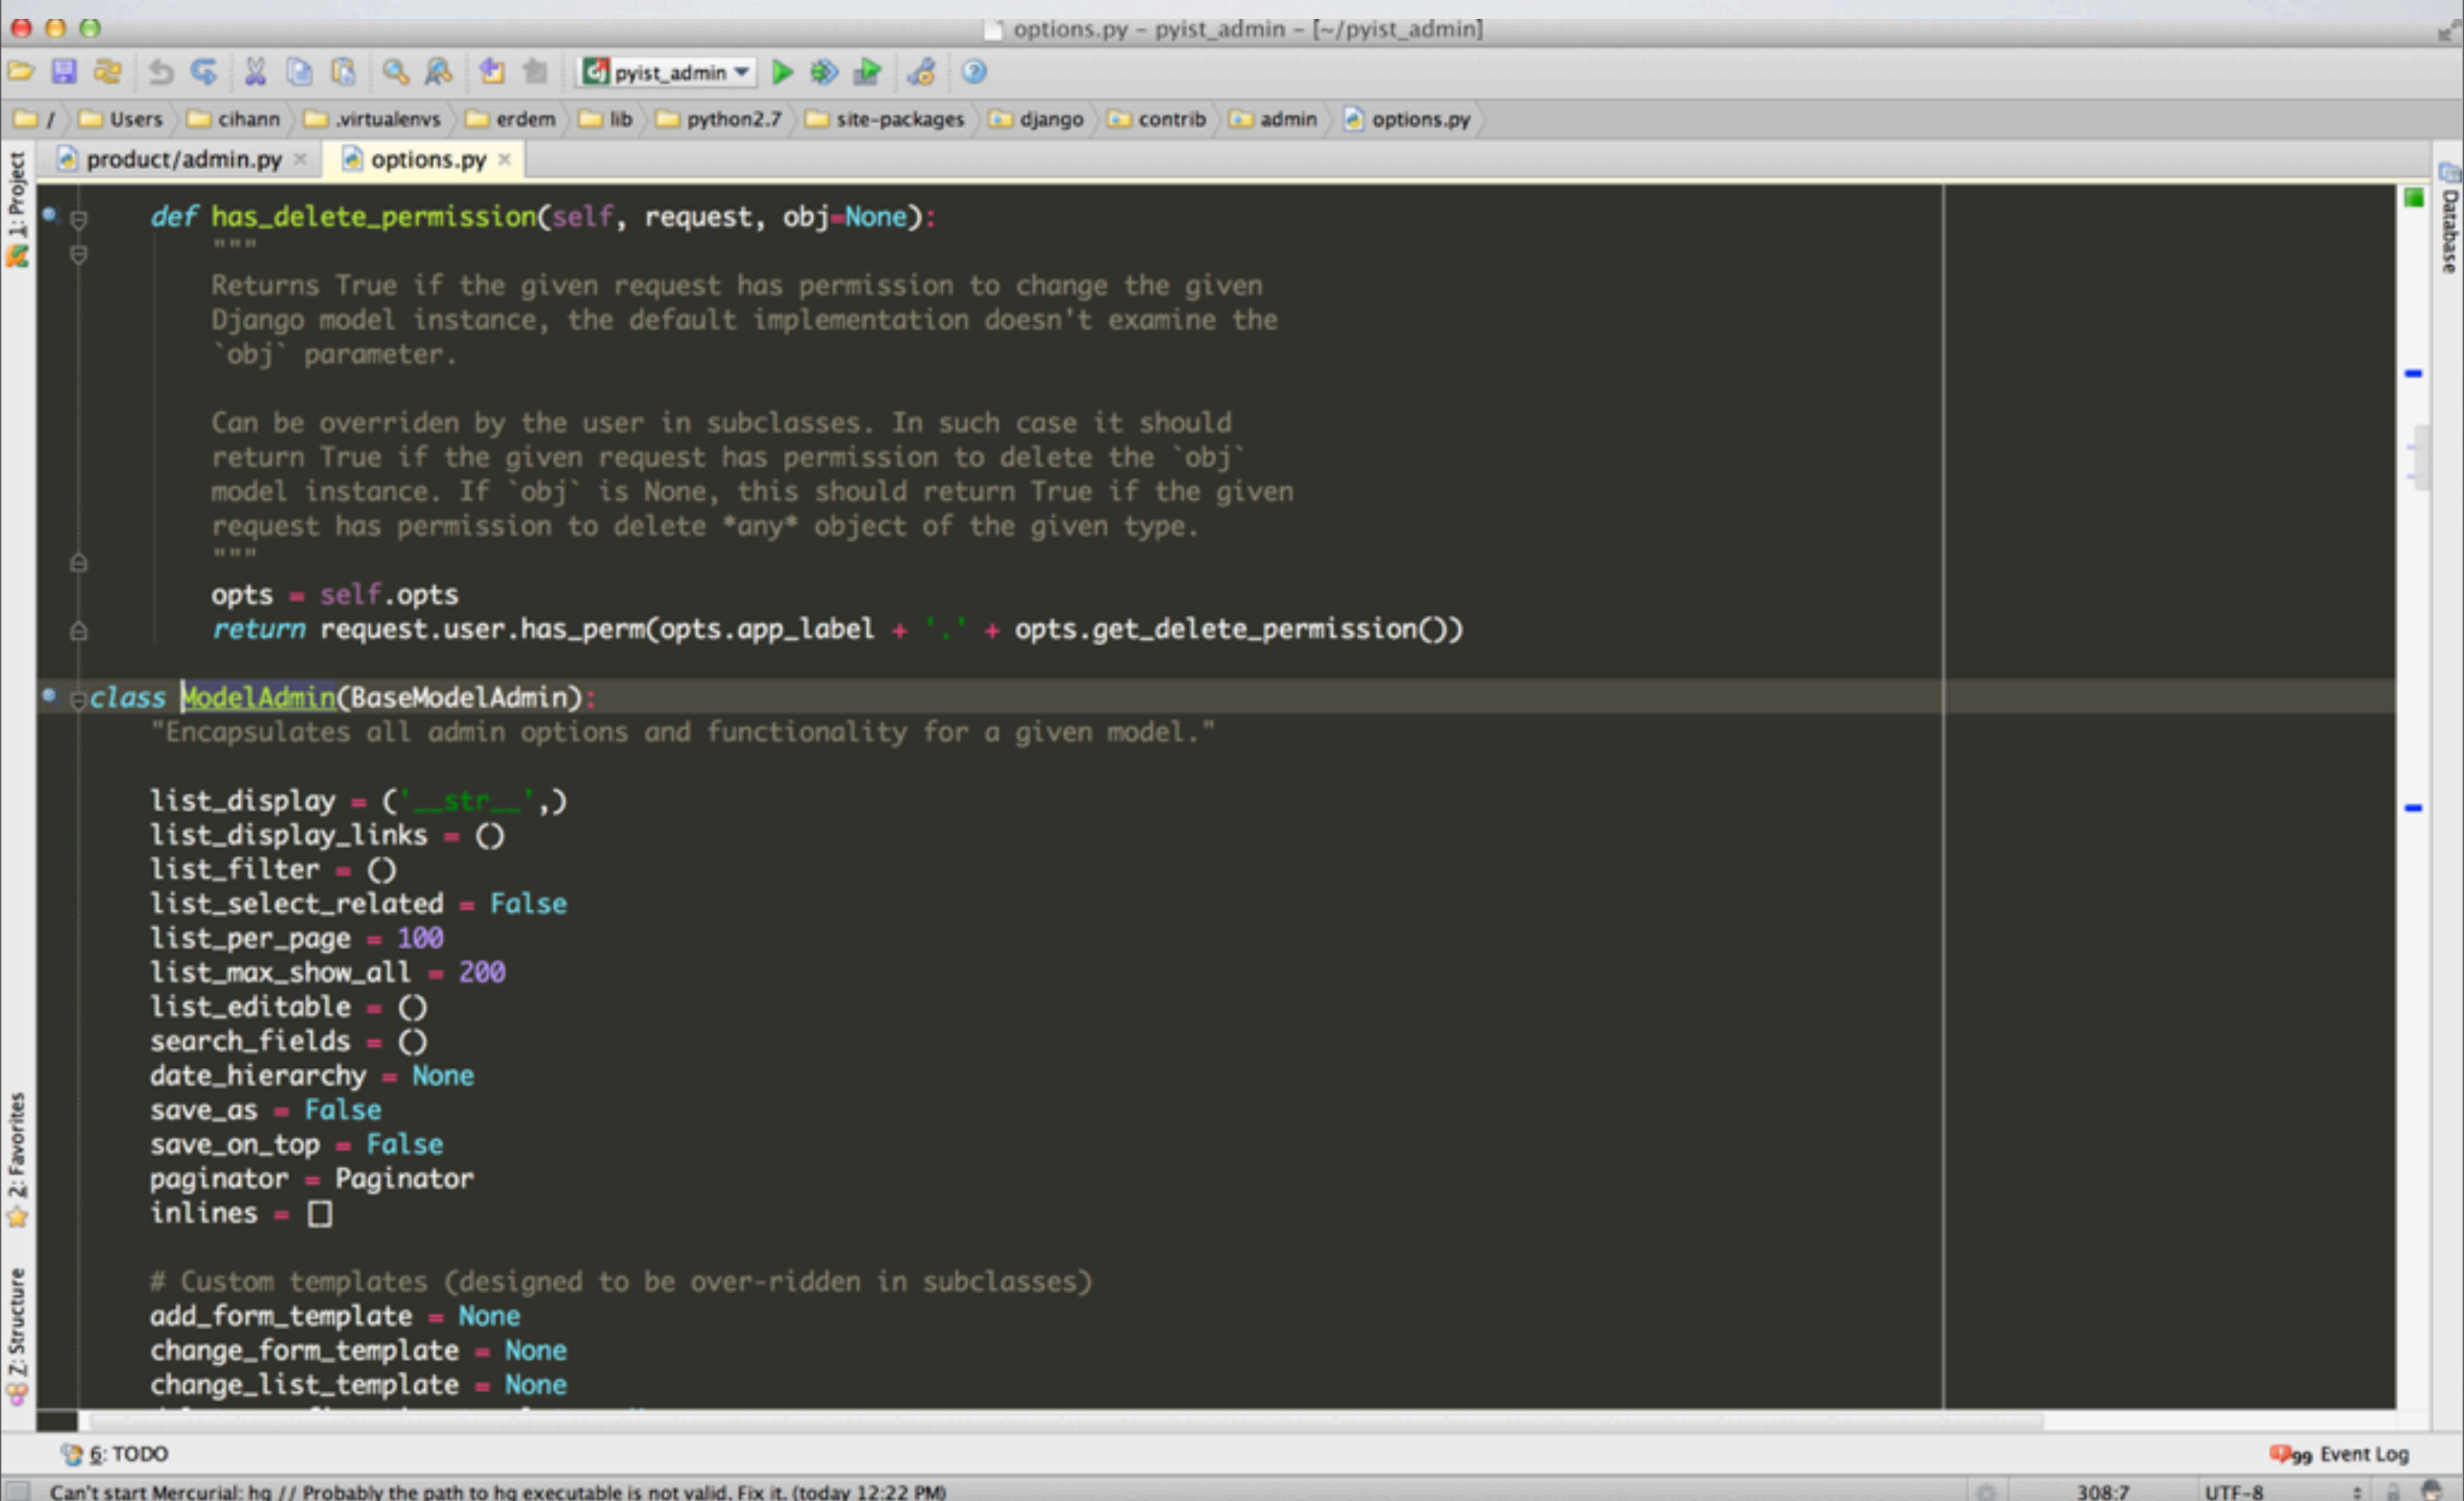 options.py – pyist_admin – [~/pyist_admin]
pyist_admin
/ Users cihann .virtualenvs erdem lib python2.7 site-packages django contrib admin options.py
product/admin.py options.py
1: Project
Database
def has_delete_permission(self, request, obj=None):
"""
Returns True if the given request has permission to change the given
Django model instance, the default implementation doesn't examine the
`obj` parameter.
Can be overriden by the user in subclasses. In such case it should
return True if the given request has permission to delete the `obj`
model instance. If `obj` is None, this should return True if the given
request has permission to delete *any* object of the given type.
"""
opts = self.opts
return request.user.has_perm(opts.app_label + '.' + opts.get_delete_permission())
class ModelAdmin(BaseModelAdmin):
"Encapsulates all admin options and functionality for a given model."
list_display = ('__str__',)
list_display_links = ()
list_filter = ()
list_select_related = False
list_per_page = 100
list_max_show_all = 200
list_editable = ()
search_fields = ()
date_hierarchy = None
save_as = False
save_on_top = False
paginator = Paginator
inlines = []
# Custom templates (designed to be over-ridden in subclasses)
add_form_template = None
change_form_template = None
change_list_template = None
2: Favorites
7: Structure
6: TODO
99 Event Log
Can't start Mercurial: hg // Probably the path to hg executable is not valid. Fix it. (today 12:22 PM)
308:7 UTF-8